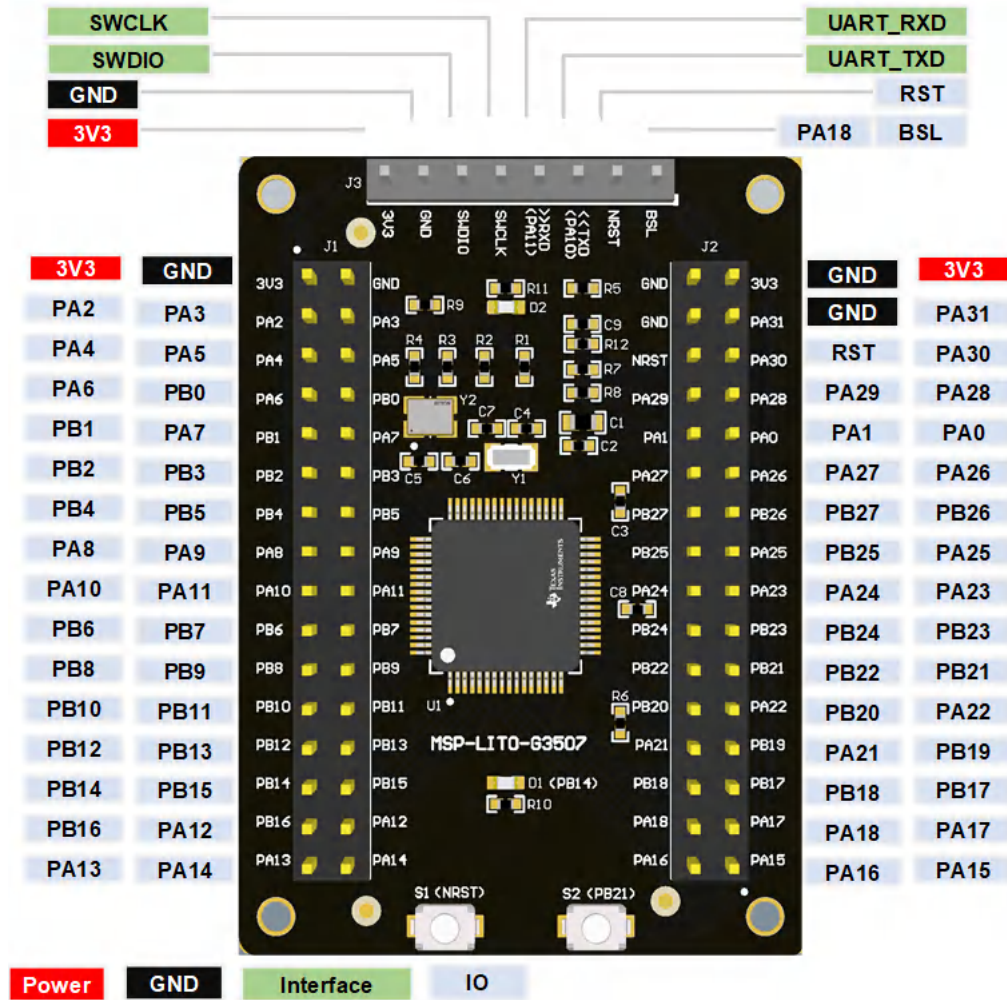 SWCLK UART_RXD
SWDIO UART_TXD
GND RST
3V3 PA18 BSL
J3
3V3 GND SWDIO SWCLK >>RXD (PA11) <<TXD (PA10) NRST BSL
J1 J2
3V3 GND 3V3 GND GND 3V3 GND 3V3
R11 R5
D2
PA2 PA3 PA2 PA3 R9 C9 GND PA31 GND PA31
R12
PA4 PA5 PA4 PA5 R4 R3 R2 R1 R7 NRST PA30 RST PA30
PA6 PB0 PA6 PB0 Y2 R8 PA29 PA28 PA29 PA28
PB1 PA7 PB1 PA7 C7 C4 C1 PA1 PA0 PA1 PA0
C2
PB2 PB3 PB2 PB3 C5 C6 Y1 PA27 PA26 PA27 PA26
PB4 PB5 PB4 PB5 C3 PB27 PB26 PB27 PB26
PA8 PA9 PA8 PA9 TEXAS INSTRUMENTS PB25 PA25 PB25 PA25
PA10 PA11 PA10 PA11 C8 PA24 PA23 PA24 PA23
PB6 PB7 PB6 PB7 PB24 PB23 PB24 PB23
PB8 PB9 PB8 PB9 PB22 PB21 PB22 PB21
PB10 PB11 PB10 PB11 U1 R6 PB20 PA22 PB20 PA22
PB12 PB13 PB12 PB13 MSP-LITO-G3507 PA21 PB19 PA21 PB19
PB14 PB15 PB14 PB15 D1 (PB14) PB18 PB17 PB18 PB17
R10
PB16 PA12 PB16 PA12 PA18 PA17 PA18 PA17
PA13 PA14 PA13 PA14 PA16 PA15 PA16 PA15
S1 (NRST) S2 (PB21)
Power GND Interface IO